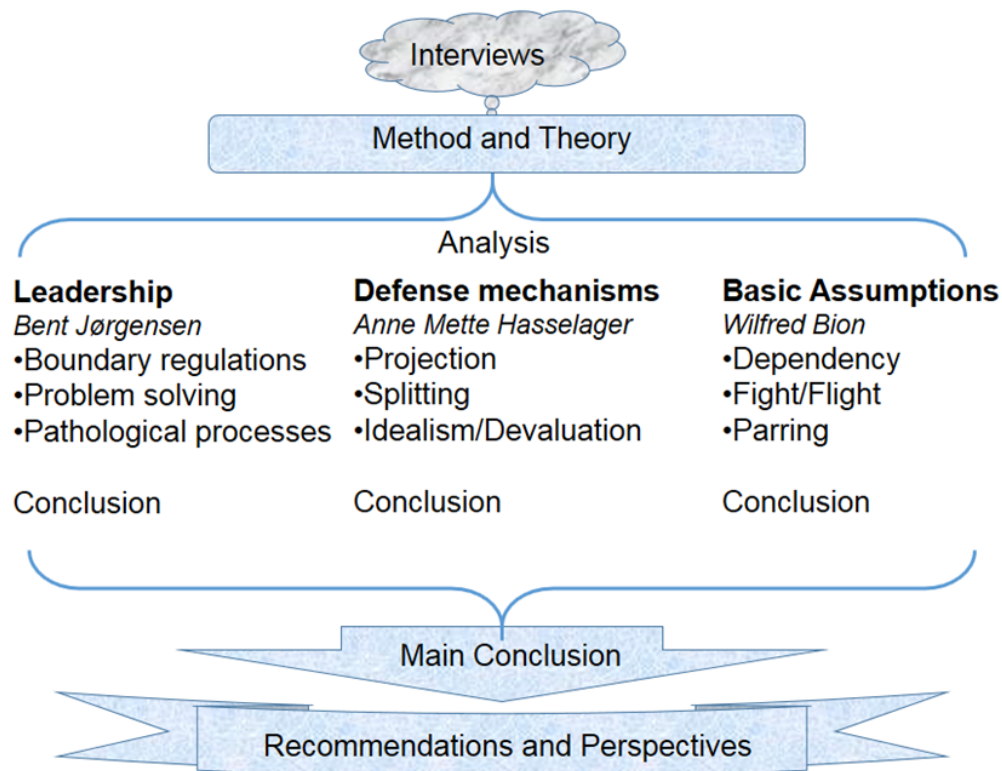 Interviews
Method and Theory
Analysis
Leadership
Bent Jørgensen
•Boundary regulations
•Problem solving
•Pathological processes
Conclusion
Defense mechanisms
Anne Mette Hasselager
•Projection
•Splitting
•Idealism/Devaluation
Conclusion
Basic Assumptions
Wilfred Bion
•Dependency
•Fight/Flight
•Parring
Conclusion
Main Conclusion
Recommendations and Perspectives